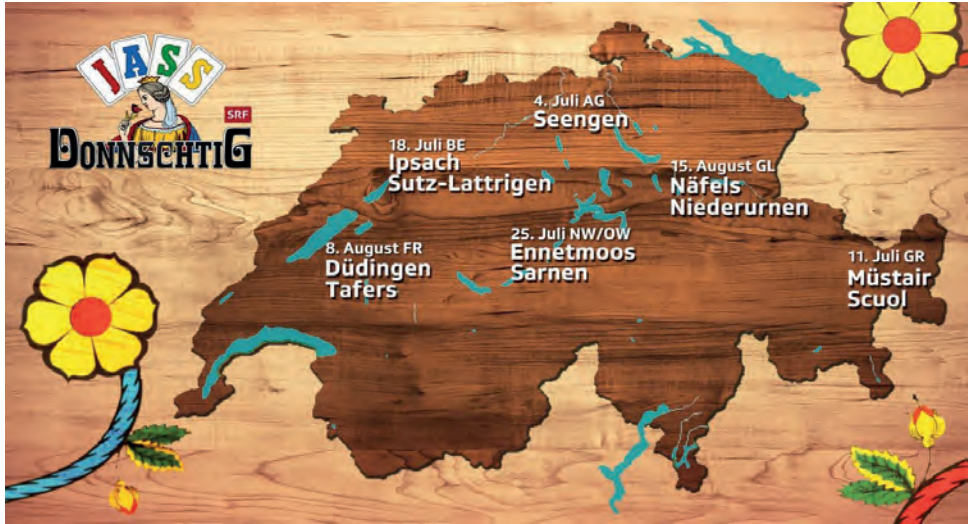 JASS
SRF
DONNSCHTIG
4. Juli AG
Seengen
18. Juli BE
Ipsach
Sutz-Lattrigen
15. August GL
Näfels
Niederurnen
25. Juli NW/OW
Ennetmoos
Sarnen
8. August FR
Düdingen
Tafers
11. Juli GR
Müstair
Scuol